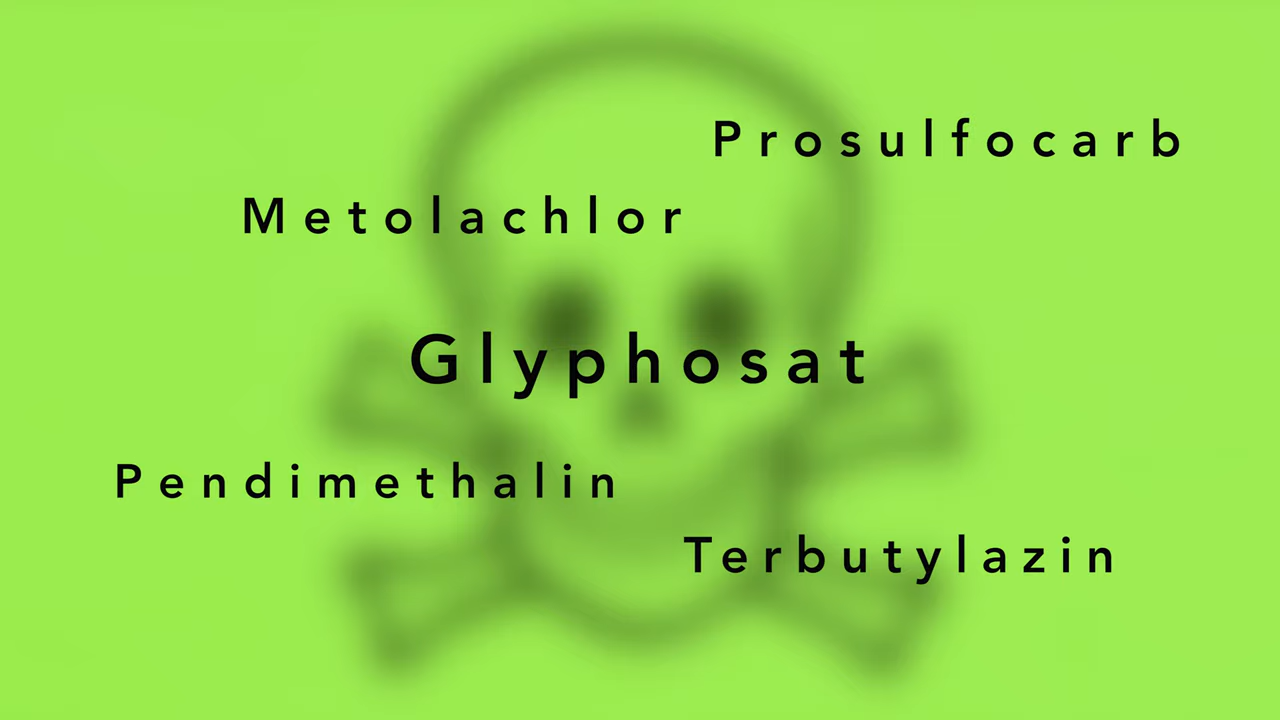 Prosulfocarb
Metolachlor
Glyphosat
Pendimethalin
Terbutylazin